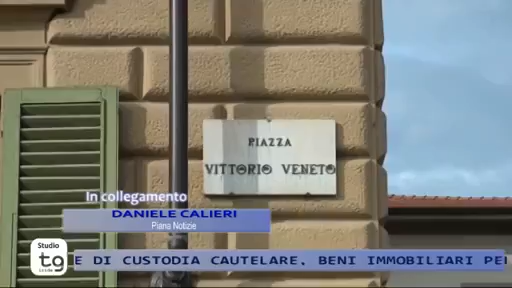 PIAZZA
VITTORIO VENETO
In collegamento
DANIELE CALIERI
Piana Notizie
Studio
tg
E DI CUSTODIA CAUTELARE, BENI IMMOBILIARI PE